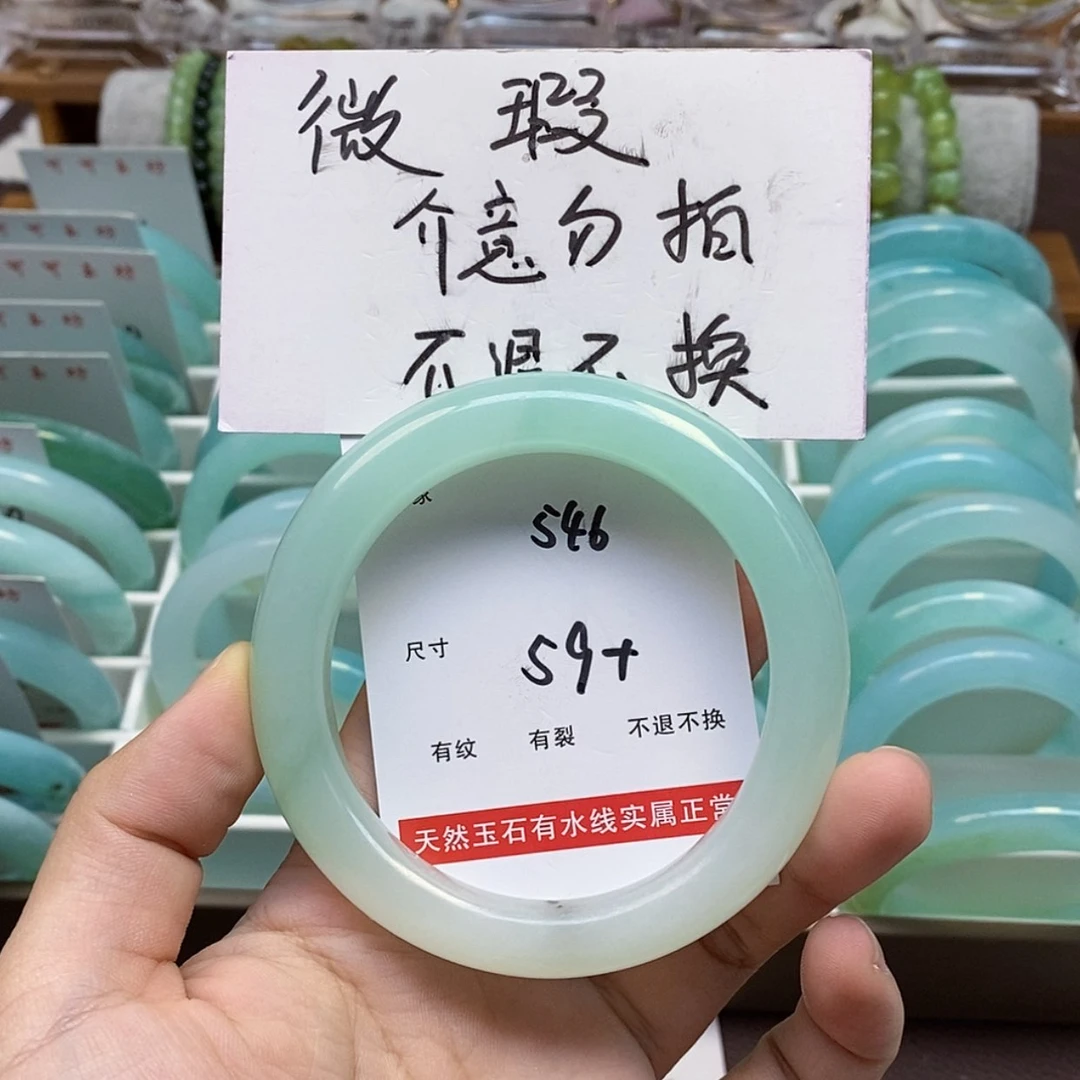 微 瑕
介意勿拍
不退不换
546
尺寸 59+
有纹 有裂 不退不换
天然玉石有水线实属正常